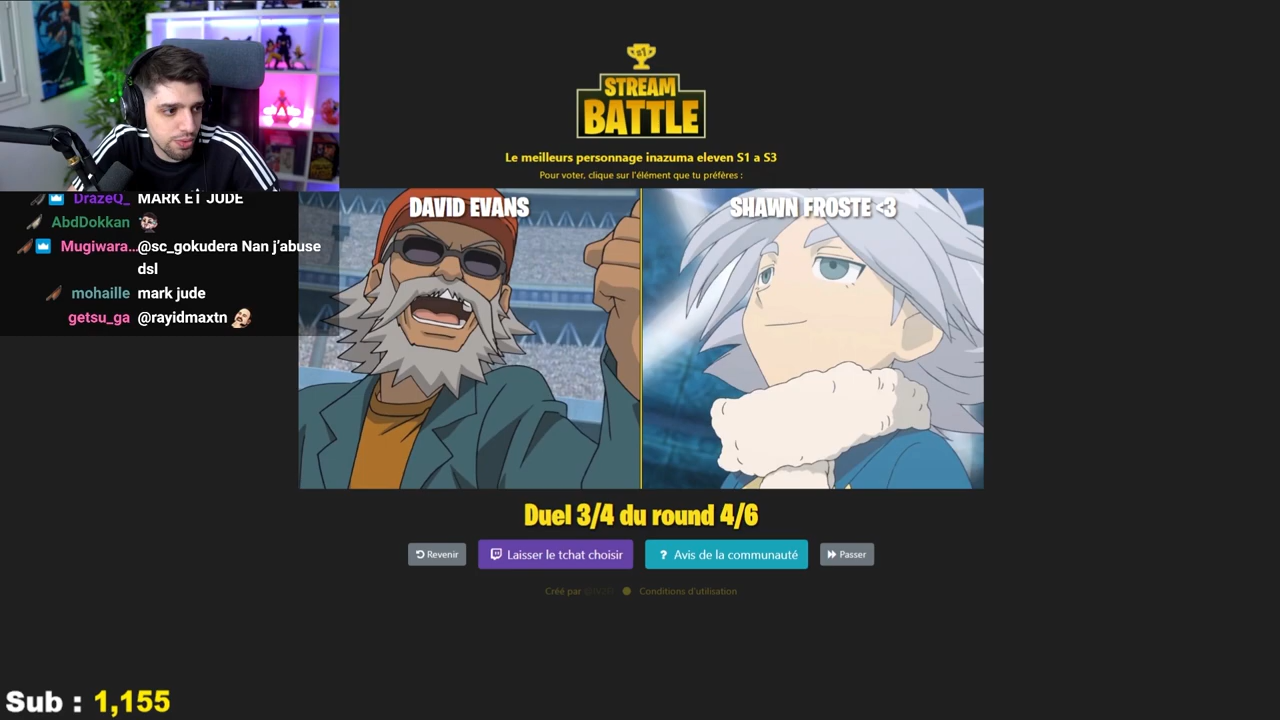 #1
STREAM
BATTLE
Le meilleurs personnage inazuma eleven S1 a S3
Pour voter, clique sur l'élément que tu préfères :
DrazeQ_ MARK ET JUDE
AbdDokkan
Mugiwara... @sc_gokudera Nan j'abuse
dsl
mohaille mark jude
getsu_ga @rayidmaxtn
DAVID EVANS
SHAWN FROSTE <3
Duel 3/4 du round 4/6
Revenir
Laisser le tchat choisir
? Avis de la communauté
Passer
Créé par
Conditions d'utilisation
Sub : 1,155